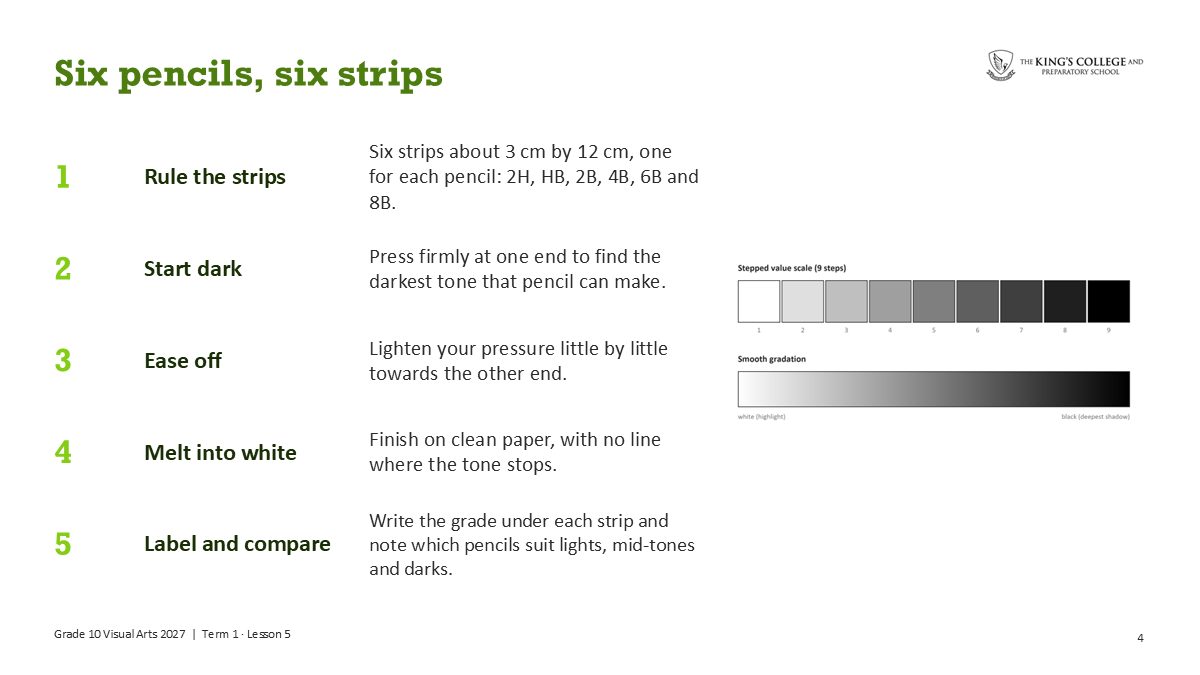 Six pencils, six strips
THE KING'S COLLEGE AND
PREPARATORY SCHOOL
1
Rule the strips
Six strips about 3 cm by 12 cm, one
for each pencil: 2H, HB, 2B, 4B, 6B and
8B.
2
Start dark
Press firmly at one end to find the
darkest tone that pencil can make.
3
Ease off
Lighten your pressure little by little
towards the other end.
4
Melt into white
Finish on clean paper, with no line
where the tone stops.
5
Label and compare
Write the grade under each strip and
note which pencils suit lights, mid-tones
and darks.
Stepped value scale (9 steps)
1 2 3 4 5 6 7 8 9
Smooth gradation
white (highlight) black (deepest shadow)
Grade 10 Visual Arts 2027 | Term 1 · Lesson 5
4